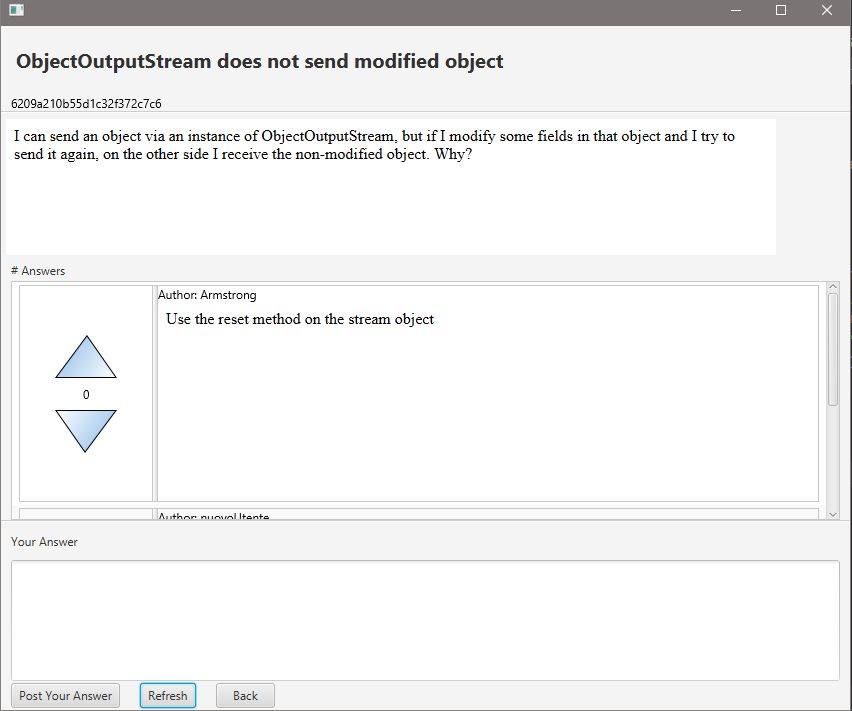 ObjectOutputStream does not send modified object
6209a210b55d1c32f372c7c6
I can send an object via an instance of ObjectOutputStream, but if I modify some fields in that object and I try to
send it again, on the other side I receive the non-modified object. Why?
# Answers
Author: Armstrong
Use the reset method on the stream object
0
Author: nuovoUtente
Your Answer
Post Your Answer
Refresh
Back